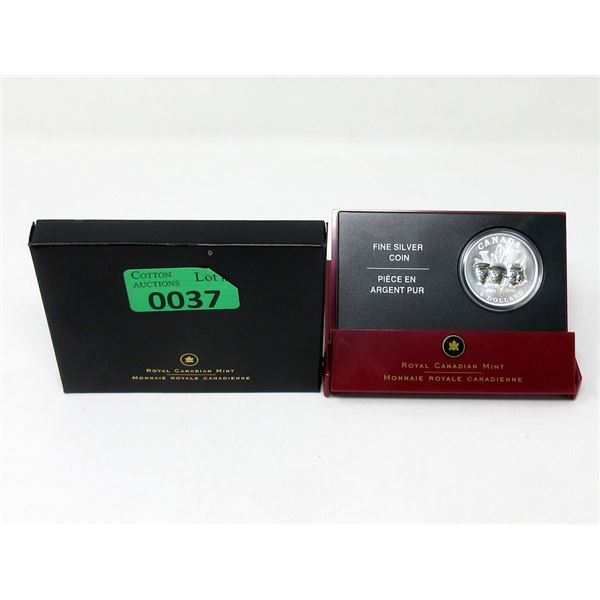 COTTON
AUCTIONS
Lot
0037
ROYAL CANADIAN MINT
MONNAIE ROYALE CANADIENNE
FINE SILVER
COIN
PIÈCE EN
ARGENT PUR
CANADA
DOLLARS
ROYAL CANADIAN MINT
MONNAIE ROYALE CANADIENNE